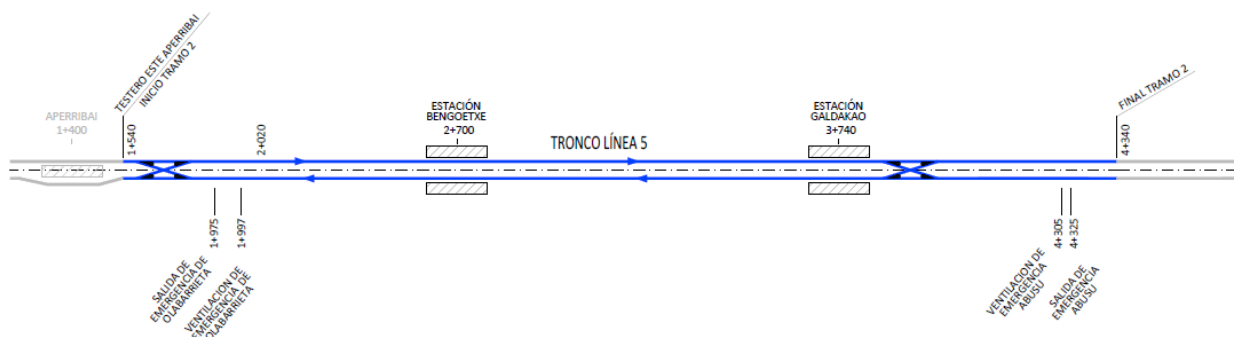 TESTERO ESTE APERRIBAI
INICIO TRAMO 2
APERRIBAI
1+400
1+540
2+020
ESTACIÓN
BENGOETXE
2+700
TRONCO LÍNEA 5
ESTACIÓN
GALDAKAO
3+740
FINAL TRAMO 2
4+340
1+975
1+997
SALIDA DE
EMERGENCIA DE
OLABARRIETA
VENTILACION DE
EMERGENCIA DE
OLABARRIETA
4+305
4+325
VENTILACION DE
EMERGENCIA
ABUSU
SALIDA DE
EMERGENCIA
ABUSU